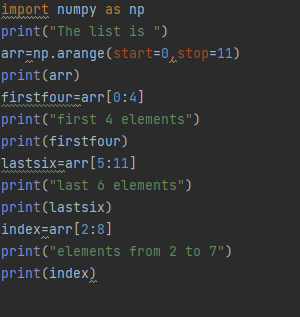 import numpy as np
print("The list is ")
arr=np.arange(start=0,stop=11)
print(arr)
firstfour=arr[0:4]
print("first 4 elements")
print(firstfour)
lastsix=arr[5:11]
print("last 6 elements")
print(lastsix)
index=arr[2:8]
print("elements from 2 to 7")
print(index)